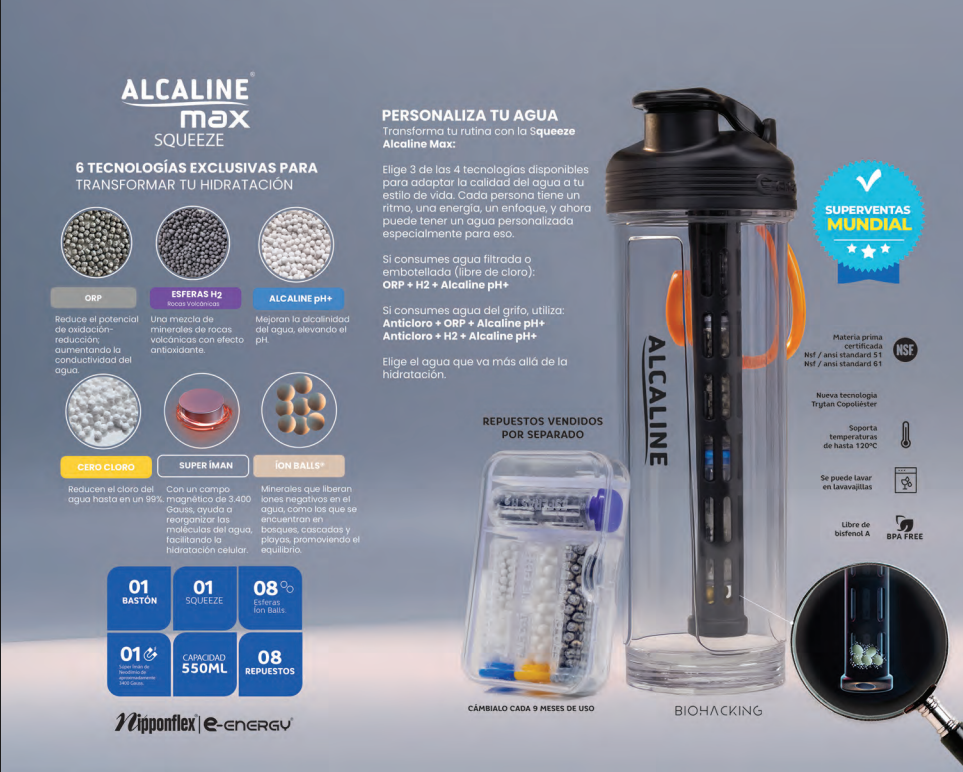 ALCALINE®
max
SQUEEZE
6 TECNOLOGÍAS EXCLUSIVAS PARA
TRANSFORMAR TU HIDRATACIÓN
ORP
Reduce el potencial
de oxidación-
reducción;
aumentando la
conductividad del
agua.
ESFERAS H2
Rocas Volcánicas
Una mezcla de
minerales de rocas
volcánicas con efecto
antioxidante.
ALCALINE pH+
Mejoran la alcalinidad
del agua, elevando el
pH.
CERO CLORO
Reducen el cloro del
agua hasta en un 99%.
SUPER ÍMAN
Con un campo
magnético de 3.400
Gauss, ayuda a
reorganizar las
moléculas del agua,
facilitando la
hidratación celular.
ÍON BALLS®
Minerales que liberan
iones negativos en el
agua, como los que se
encuentran en
bosques, cascadas y
playas, promoviendo el
equilibrio.
01
BASTÓN
01
SQUEEZE
08
Esferas
Íon Balls.
01
Súper Imán de
Neodimio de
aproximadamente
3400 Gauss.
CAPACIDAD
550ML
08
REPUESTOS
Nipponflex® | e-ENERGY®
PERSONALIZA TU AGUA
Transforma tu rutina con la Squeeze
Alcaline Max:
Elige 3 de las 4 tecnologías disponibles
para adaptar la calidad del agua a tu
estilo de vida. Cada persona tiene un
ritmo, una energía, un enfoque, y ahora
puede tener un agua personalizada
especialmente para eso.
Si consumes agua filtrada o
embotellada (libre de cloro):
ORP + H2 + Alcaline pH+
Si consumes agua del grifo, utiliza:
Anticloro + ORP + Alcaline pH+
Anticloro + H2 + Alcaline pH+
Elige el agua que va más allá de la
hidratación.
REPUESTOS VENDIDOS
POR SEPARADO
CÁMBIALO CADA 9 MESES DE USO
ALCALINE
BIOHACKING
SUPERVENTAS
MUNDIAL
Materia prima
certificada
Nsf / ansi standard 51
Nsf / ansi standard 61
NSF
Nueva tecnología
Trytan Copoliéster
Soporta
temperaturas
de hasta 120ºC
Se puede lavar
en lavavajillas
Libre de
bisfenol A
BPA FREE